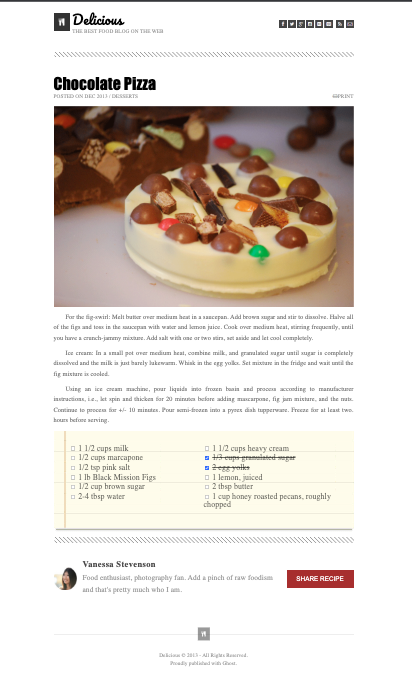 Delicious
THE BEST FOOD BLOG ON THE WEB
Chocolate Pizza
POSTED ON DEC 2013 / DESSERTS
PRINT
For the fig-swirl: Melt butter over medium heat in a saucepan. Add brown sugar and stir to dissolve. Halve all
of the figs and toss in the saucepan with water and lemon juice. Cook over medium heat, stirring frequently, until
you have a crunch-jammy mixture. Add salt with one or two stirs, set aside and let cool completely.
Ice cream: In a small pot over medium heat, combine milk, and granulated sugar until sugar is completely
dissolved and the milk is just barely lukewarm. Whisk in the egg yolks. Set mixture in the fridge and wait until the
fig mixture is cooled.
Using an ice cream machine, pour liquids into frozen basin and process according to manufacturer
instructions, i.e., let spin and thicken for 20 minutes before adding mascarpone, fig jam mixture, and the nuts.
Continue to process for +/- 10 minutes. Pour semi-frozen into a pyrex dish tupperware. Freeze for at least two.
hours before serving.
1 1/2 cups milk
1/2 cups marcapone
1/2 tsp pink salt
1 lb Black Mission Figs
1/2 cup brown sugar
2-4 tbsp water
1 1/2 cups heavy cream
1/3 cups granulated sugar
2 egg yolks
1 lemon, juiced
2 tbsp butter
1 cup honey roasted pecans, roughly
chopped
Vanessa Stevenson
Food enthusiast, photography fan. Add a pinch of raw foodism
and that's pretty much who I am.
SHARE RECIPE
Delicious © 2013 - All Rights Reserved.
Proudly published with Ghost.